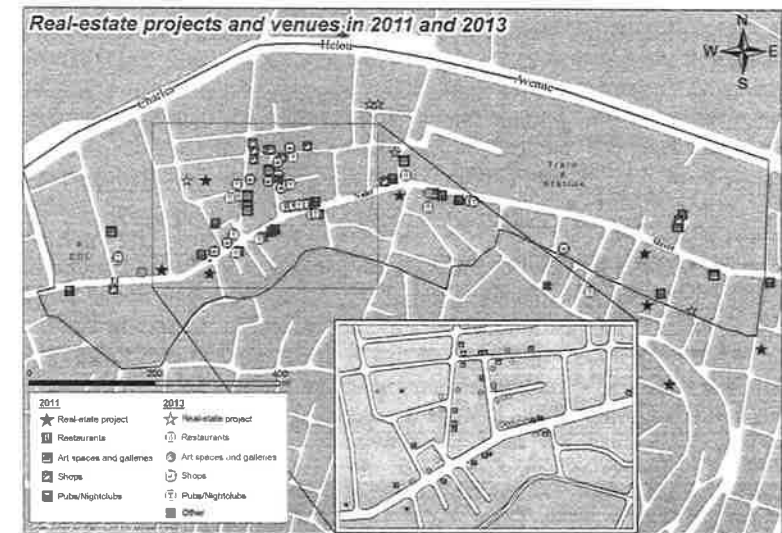 Real-estate projects and venues in 2011 and 2013
N
W E
S
Charles
Helou
Avenue
Train
Station
EDL
0 200 400
2011
Real-estate project
Restaurants
Art spaces and galleries
Shops
Pubs/Nightclubs
2013
Real-estate project
Restaurants
Art spaces and galleries
Shops
Pubs/Nightclubs
Other